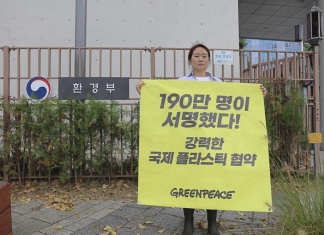 환경부
190만 명이
서명했다!
강력한
국제 플라스틱 협약
GREENPEACE